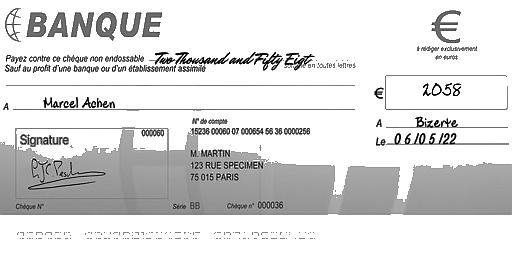 BANQUE
€
à rédiger exclusivement
en euros
Payez contre ce chèque non endossable Two Thousand and Fifty Eigt
Sauf au profit d'une banque ou d'un établissement assimilé
somme en toutes lettres
€ 2058
A Marcel Achen
A Bizerte
Le 06/05/22
Signature
000060
N° de compte
15236 00060 07 000654 56 36 0000256
M. MARTIN
123 RUE SPECIMEN
75 015 PARIS
Chèque N°
Série BB
Chèque n° 000036